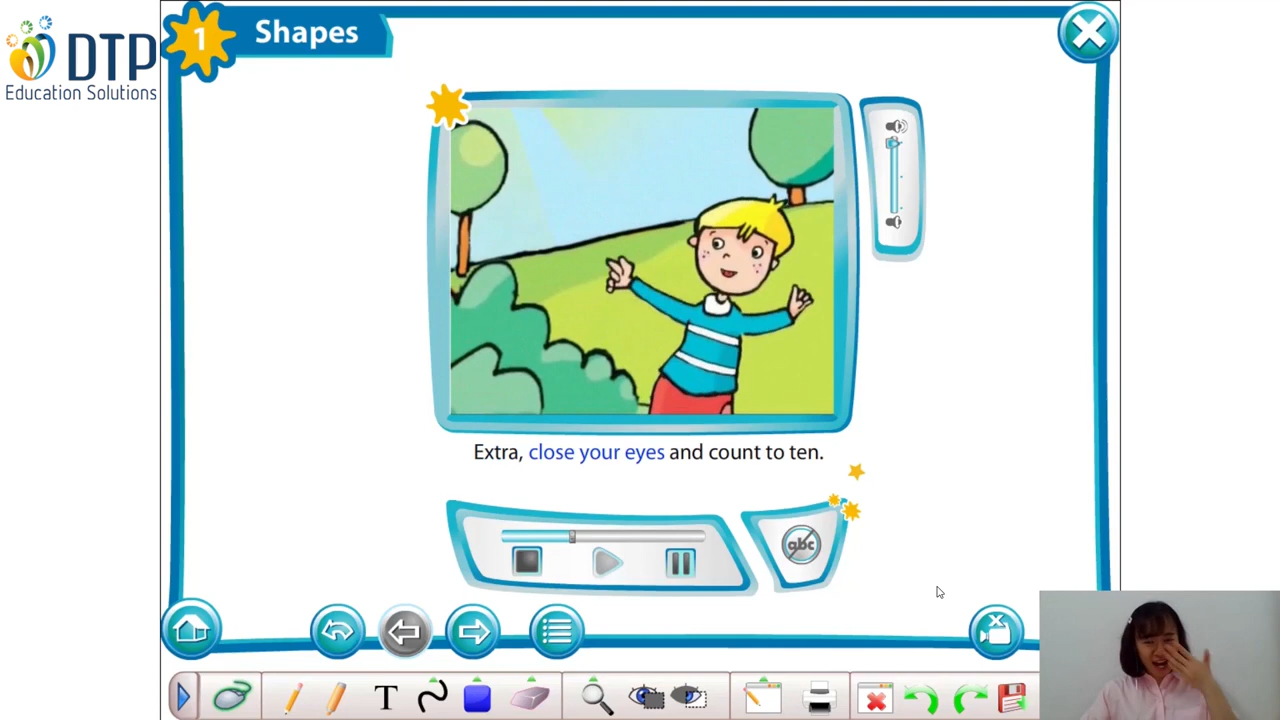 DTP
Education Solutions
1 Shapes
Extra, close your eyes and count to ten.
abc
T